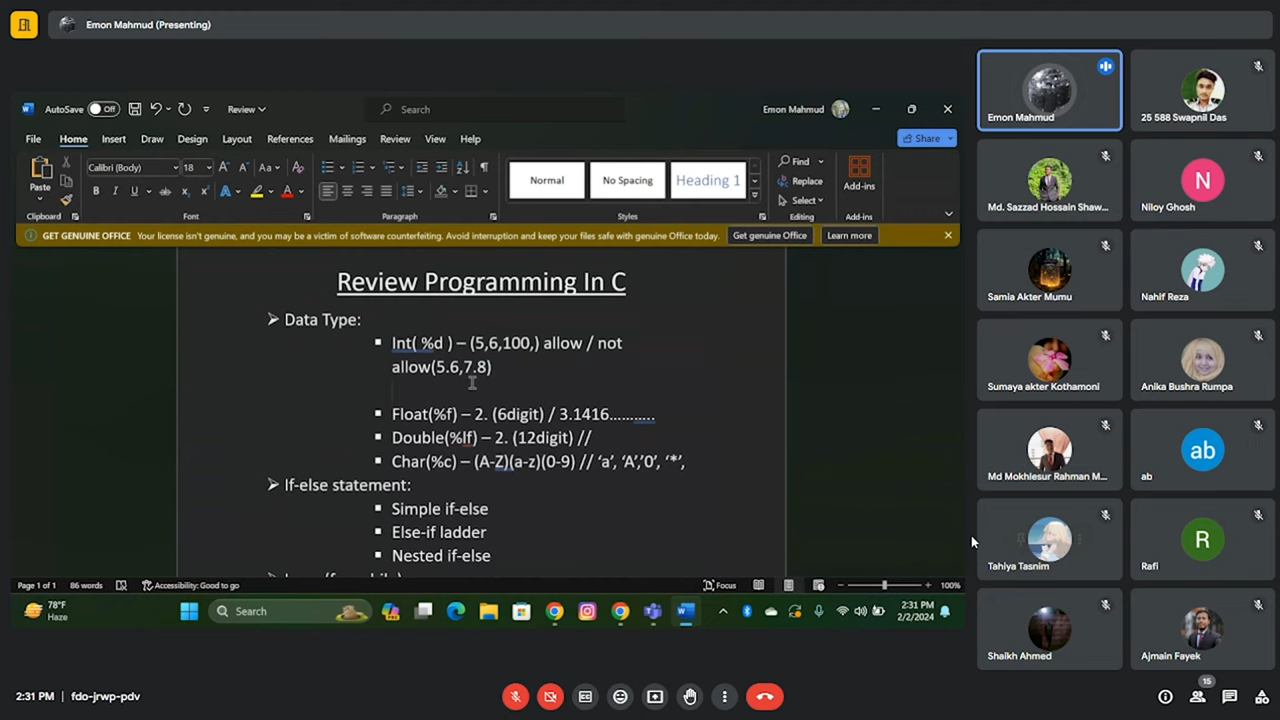 Emon Mahmud (Presenting)
AutoSave Off Review Search Emon Mahmud
File Home Insert Draw Design Layout References Mailings Review View Help Share
Paste Calibri (Body) 18 A A Aa A
B I U ab x₂ x² A A
Normal No Spacing Heading 1
Find
Replace
Select
Add-ins
Clipboard Font Paragraph Styles Editing Add-ins
GET GENUINE OFFICE Your license isn't genuine, and you may be a victim of software counterfeiting. Avoid interruption and keep your files safe with genuine Office today. Get genuine Office Learn more
Review Programming In C
➢ Data Type:
▪ Int( %d ) – (5,6,100,) allow / not
allow(5.6,7.8)
▪ Float(%f) – 2. (6digit) / 3.1416………..
▪ Double(%lf) – 2. (12digit) //
▪ Char(%c) – (A-Z)(a-z)(0-9) // ‘a’, ‘A’,’0’, ‘*’,
➢ If-else statement:
▪ Simple if-else
▪ Else-if ladder
▪ Nested if-else
Page 1 of 1 86 words Accessibility: Good to go Focus 100%
78°F
Haze
Search
2:31 PM
2/2/2024
Emon Mahmud
25 588 Swapnil Das
Md. Sazzad Hossain Shaw...
N
Niloy Ghosh
Samia Akter Mumu
Nahif Reza
Sumaya akter Kothamoni
Anika Bushra Rumpa
Md Mokhlesur Rahman M...
ab
ab
Tahiya Tasnim
R
Rafi
Shaikh Ahmed
Ajmain Fayek
2:31 PM | fdo-jrwp-pdv
15